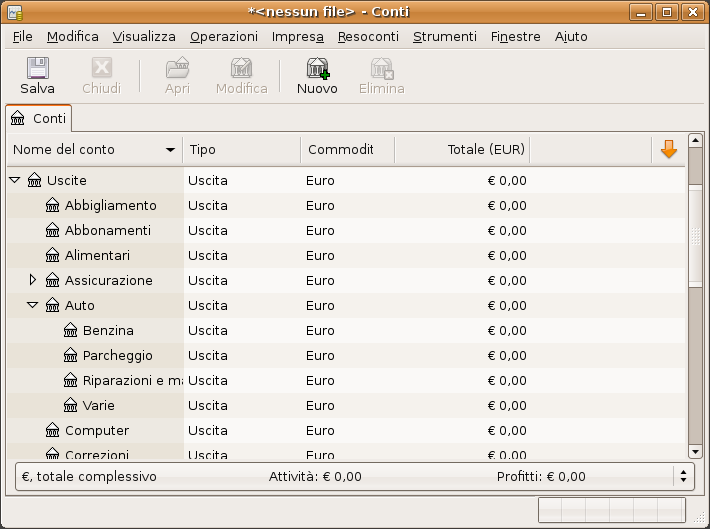 *<nessun file> - Conti
File Modifica Visualizza Operazioni Impresa Resoconti Strumenti Finestre Aiuto
Salva Chiudi Apri Modifica Nuovo Elimina
Conti
Nome del conto Tipo Commodit Totale (EUR)
Uscite Uscita Euro € 0,00
Abbigliamento Uscita Euro € 0,00
Abbonamenti Uscita Euro € 0,00
Alimentari Uscita Euro € 0,00
Assicurazione Uscita Euro € 0,00
Auto Uscita Euro € 0,00
Benzina Uscita Euro € 0,00
Parcheggio Uscita Euro € 0,00
Riparazioni e ma Uscita Euro € 0,00
Varie Uscita Euro € 0,00
Computer Uscita Euro € 0,00
Correzioni Uscita Euro € 0,00
€, totale complessivo Attività: € 0,00 Profitti: € 0,00